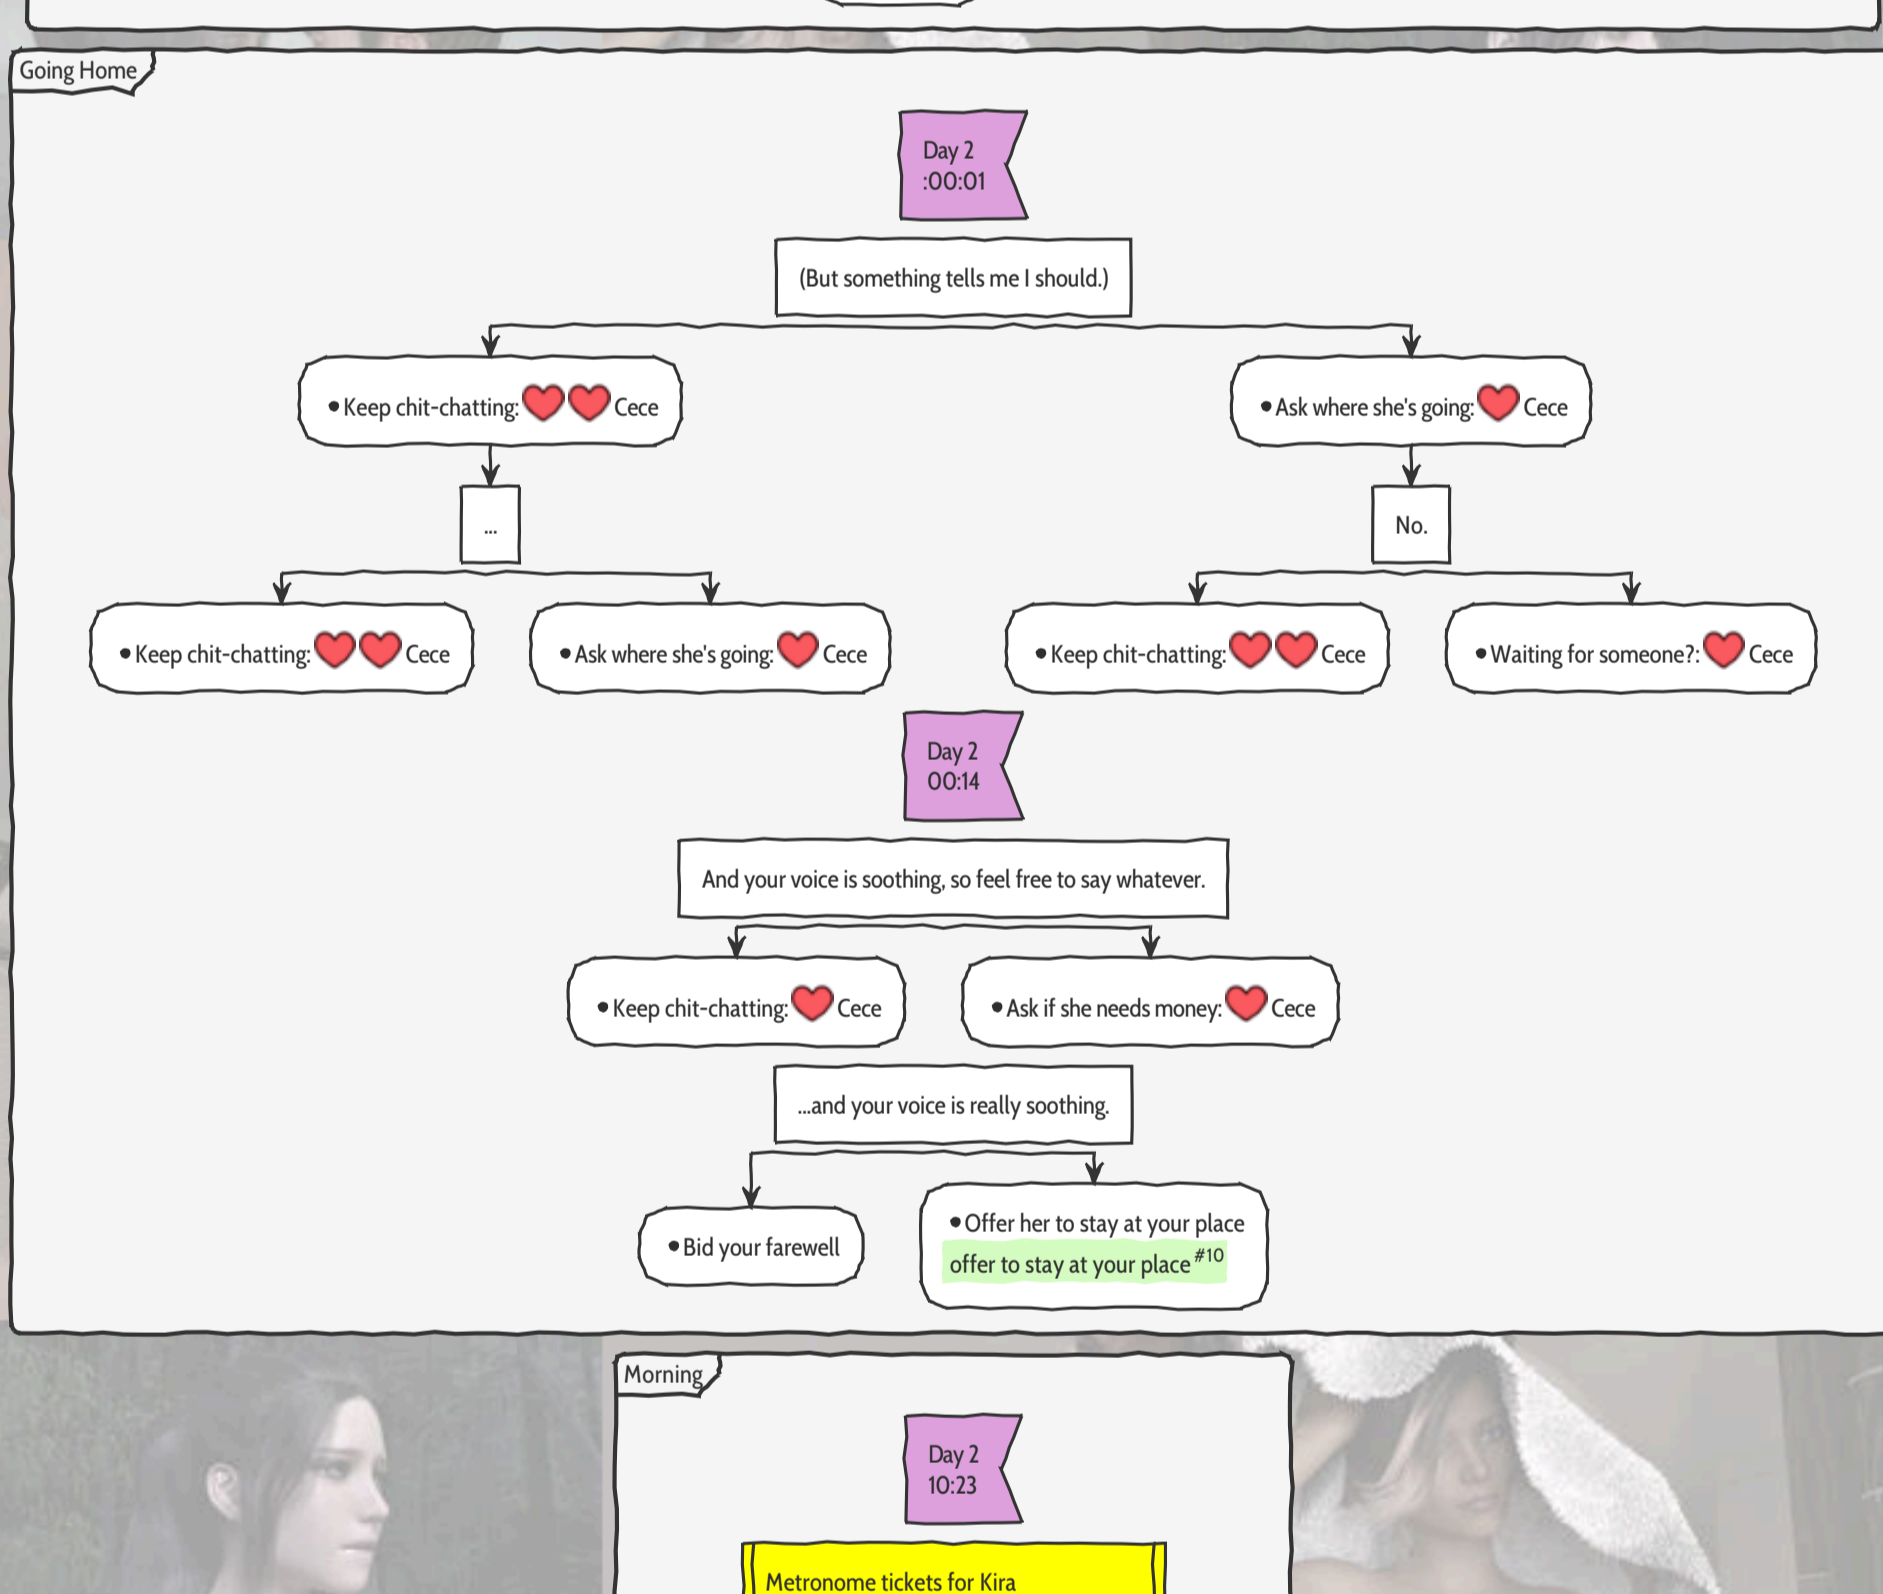 Going Home
Day 2
:00:01
(But something tells me I should.)
•Keep chit-chatting: Cece
•Ask where she's going: Cece
...
No.
•Keep chit-chatting: Cece
•Ask where she's going: Cece
•Keep chit-chatting: Cece
•Waiting for someone?: Cece
Day 2
00:14
And your voice is soothing, so feel free to say whatever.
•Keep chit-chatting: Cece
•Ask if she needs money: Cece
...and your voice is really soothing.
•Bid your farewell
•Offer her to stay at your place
offer to stay at your place #10
Morning
Day 2
10:23
Metronome tickets for Kira